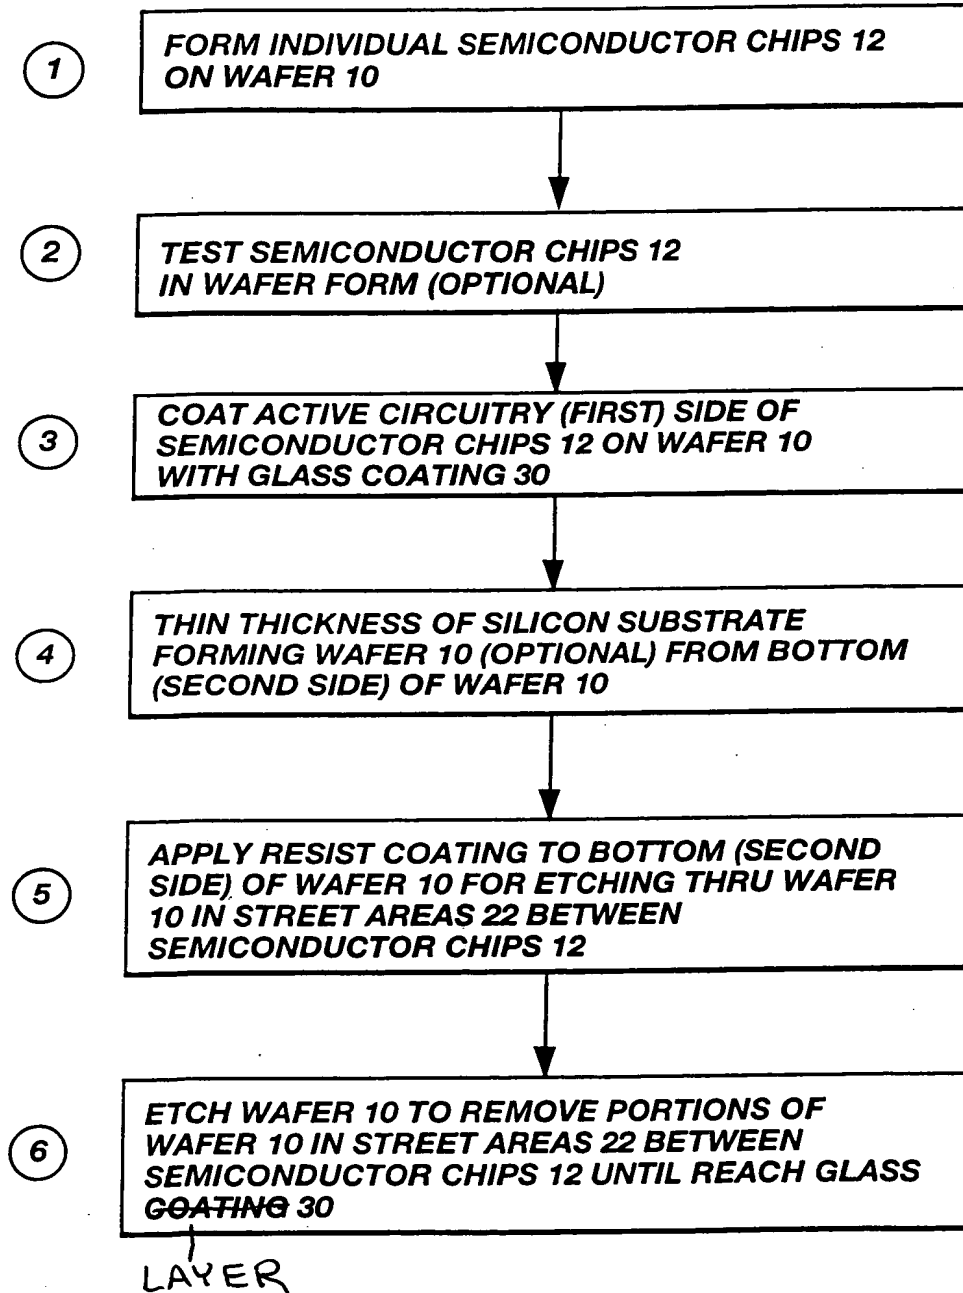 1
FORM INDIVIDUAL SEMICONDUCTOR CHIPS 12
ON WAFER 10
2
TEST SEMICONDUCTOR CHIPS 12
IN WAFER FORM (OPTIONAL)
3
COAT ACTIVE CIRCUITRY (FIRST) SIDE OF
SEMICONDUCTOR CHIPS 12 ON WAFER 10
WITH GLASS COATING 30
4
THIN THICKNESS OF SILICON SUBSTRATE
FORMING WAFER 10 (OPTIONAL) FROM BOTTOM
(SECOND SIDE) OF WAFER 10
5
APPLY RESIST COATING TO BOTTOM (SECOND
SIDE) OF WAFER 10 FOR ETCHING THRU WAFER
10 IN STREET AREAS 22 BETWEEN
SEMICONDUCTOR CHIPS 12
6
ETCH WAFER 10 TO REMOVE PORTIONS OF
WAFER 10 IN STREET AREAS 22 BETWEEN
SEMICONDUCTOR CHIPS 12 UNTIL REACH GLASS
COATING 30
LAYER